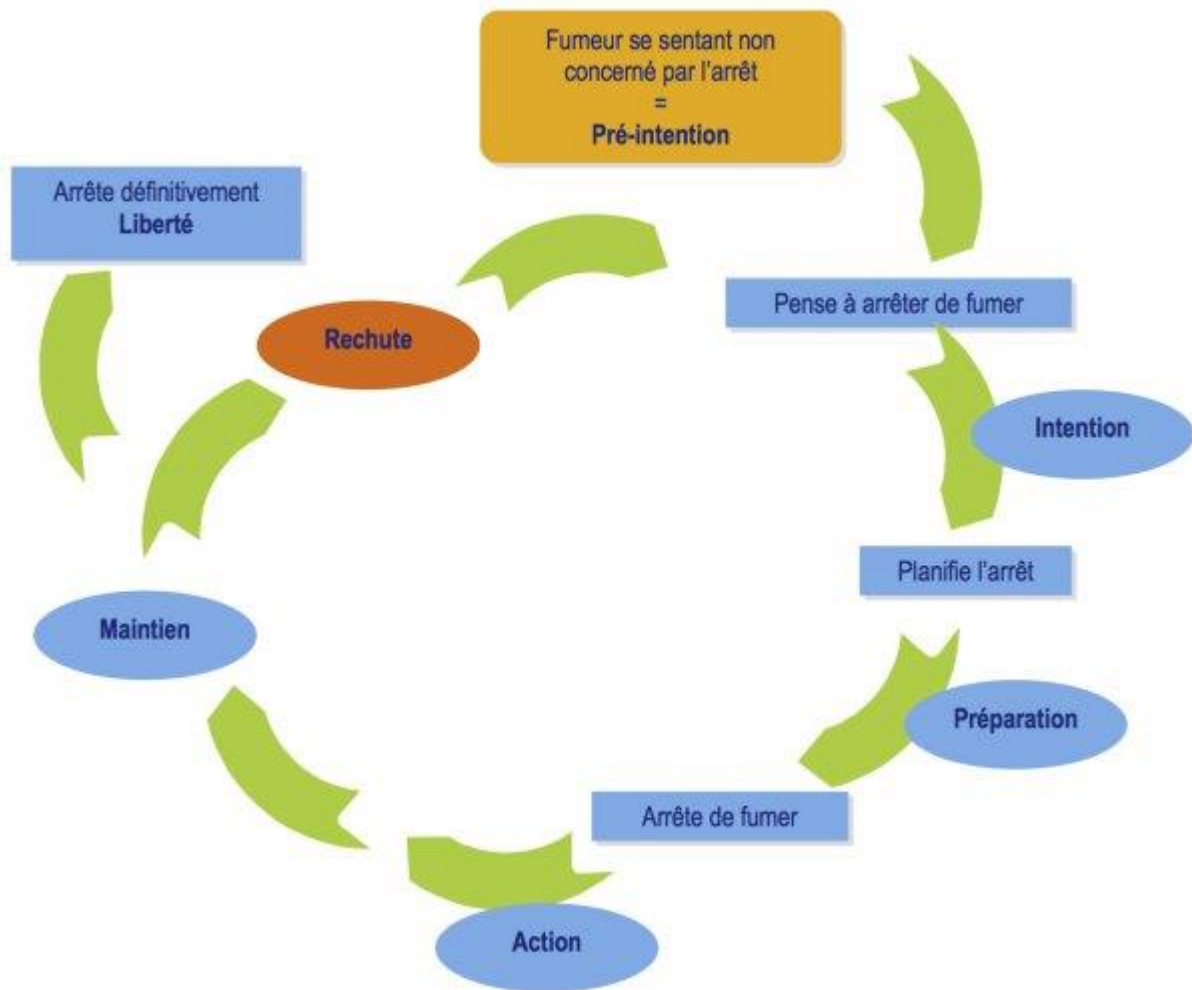 Fumeur se sentant non
concerné par l'arrêt
=
Pré-intention
Arrête définitivement
Liberté
Pense à arrêter de fumer
Rechute
Intention
Planifie l'arrêt
Maintien
Préparation
Arrête de fumer
Action